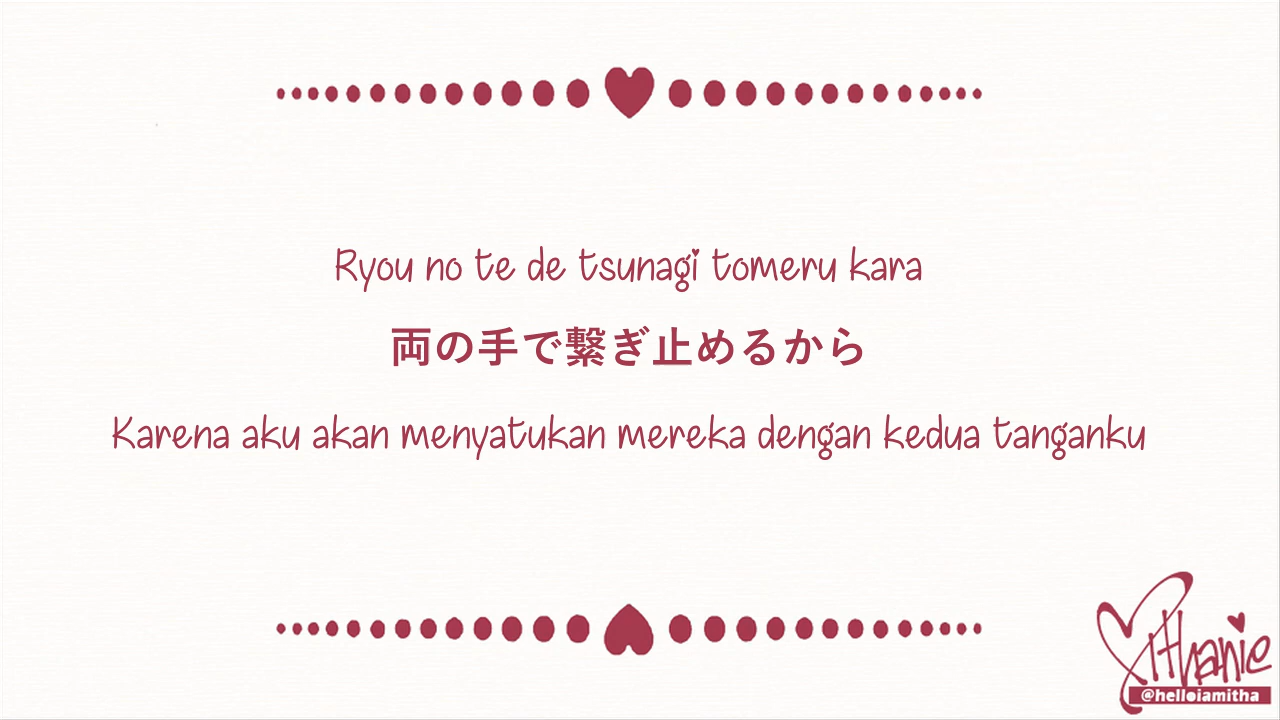 Ryou no te de tsunagi tomeru kara
両の手で繋ぎ止めるから
Karena aku akan menyatukan mereka dengan kedua tanganku
Mithanie
@helloiamitha